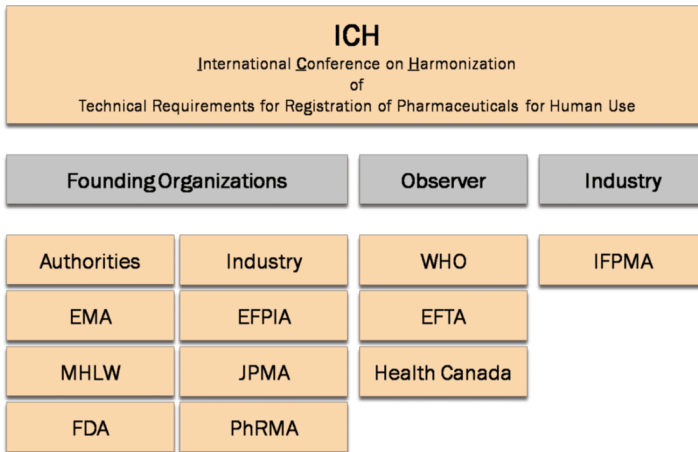 ICH
International Conference on Harmonization
of
Technical Requirements for Registration of Pharmaceuticals for Human Use
Founding Organizations
Observer
Industry
Authorities
Industry
WHO
IFPMA
EMA
EFPIA
EFTA
MHLW
JPMA
Health Canada
FDA
PhRMA